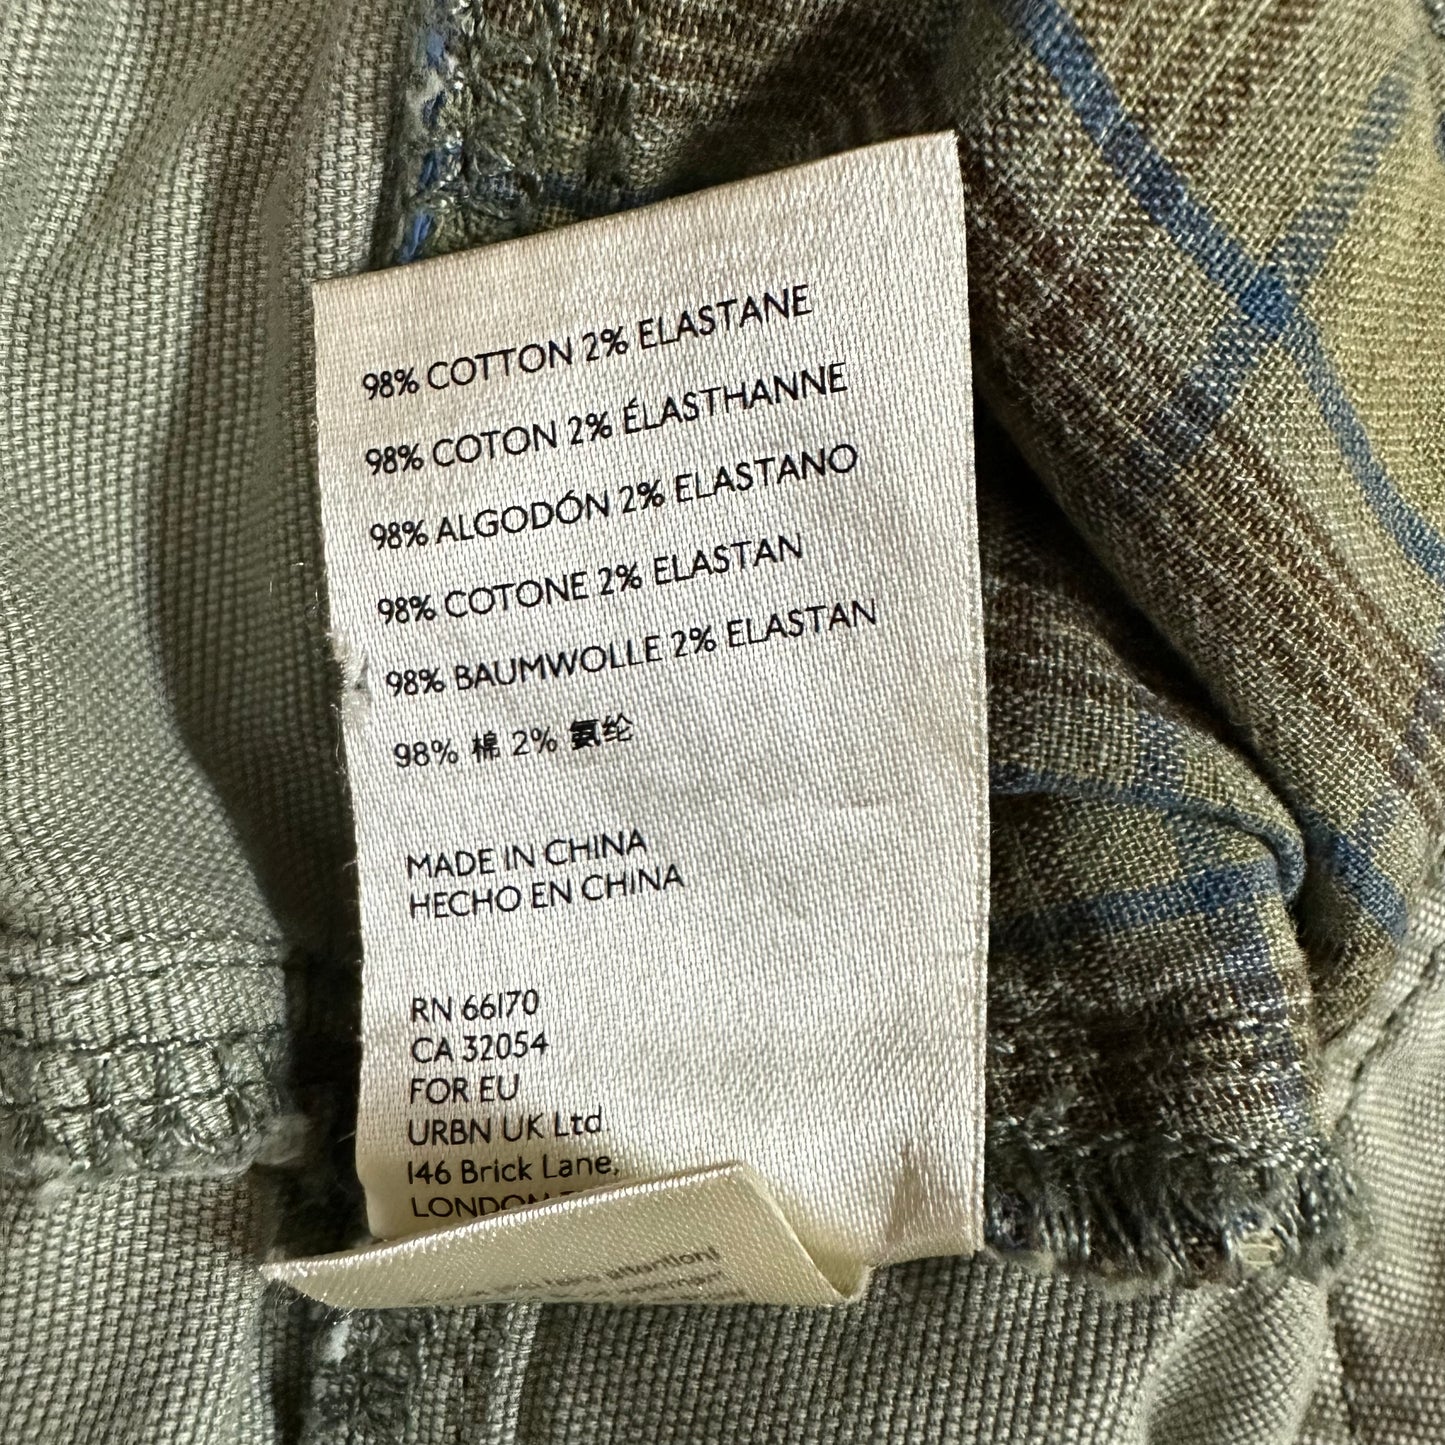 98% COTTON 2% ELASTANE
98% COTON 2% ÉLASTHANNE
98% ALGODÓN 2% ELASTANO
98% COTONE 2% ELASTAN
98% BAUMWOLLE 2% ELASTAN
98% 棉 2% 氨纶
MADE IN CHINA
HECHO EN CHINA
RN 66170
CA 32054
FOR EU
URBN UK Ltd
146 Brick Lane,
LONDON